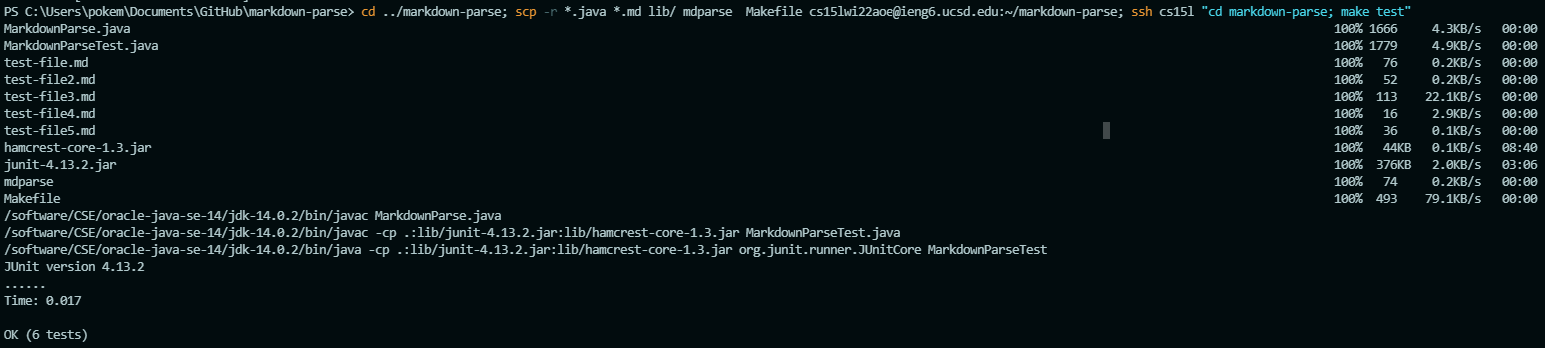 PS C:\Users\pokem\Documents\GitHub\markdown-parse> cd ../markdown-parse; scp -r *.java *.md lib/ mdparse  Makefile cs15lwi22aoe@ieng6.ucsd.edu:~/markdown-parse; ssh cs15l "cd markdown-parse; make test"
MarkdownParse.java 100% 1666 4.3KB/s 00:00
MarkdownParseTest.java 100% 1779 4.9KB/s 00:00
test-file.md 100% 76 0.2KB/s 00:00
test-file2.md 100% 52 0.2KB/s 00:00
test-file3.md 100% 113 22.1KB/s 00:00
test-file4.md 100% 16 2.9KB/s 00:00
test-file5.md 100% 36 0.1KB/s 00:00
hamcrest-core-1.3.jar 100% 44KB 0.1KB/s 08:40
junit-4.13.2.jar 100% 376KB 2.0KB/s 03:06
mdparse 100% 74 0.2KB/s 00:00
Makefile 100% 493 79.1KB/s 00:00
/software/CSE/oracle-java-se-14/jdk-14.0.2/bin/javac MarkdownParse.java
/software/CSE/oracle-java-se-14/jdk-14.0.2/bin/javac -cp .:lib/junit-4.13.2.jar:lib/hamcrest-core-1.3.jar MarkdownParseTest.java
/software/CSE/oracle-java-se-14/jdk-14.0.2/bin/java -cp .:lib/junit-4.13.2.jar:lib/hamcrest-core-1.3.jar org.junit.runner.JUnitCore MarkdownParseTest
JUnit version 4.13.2
......
Time: 0.017
OK (6 tests)